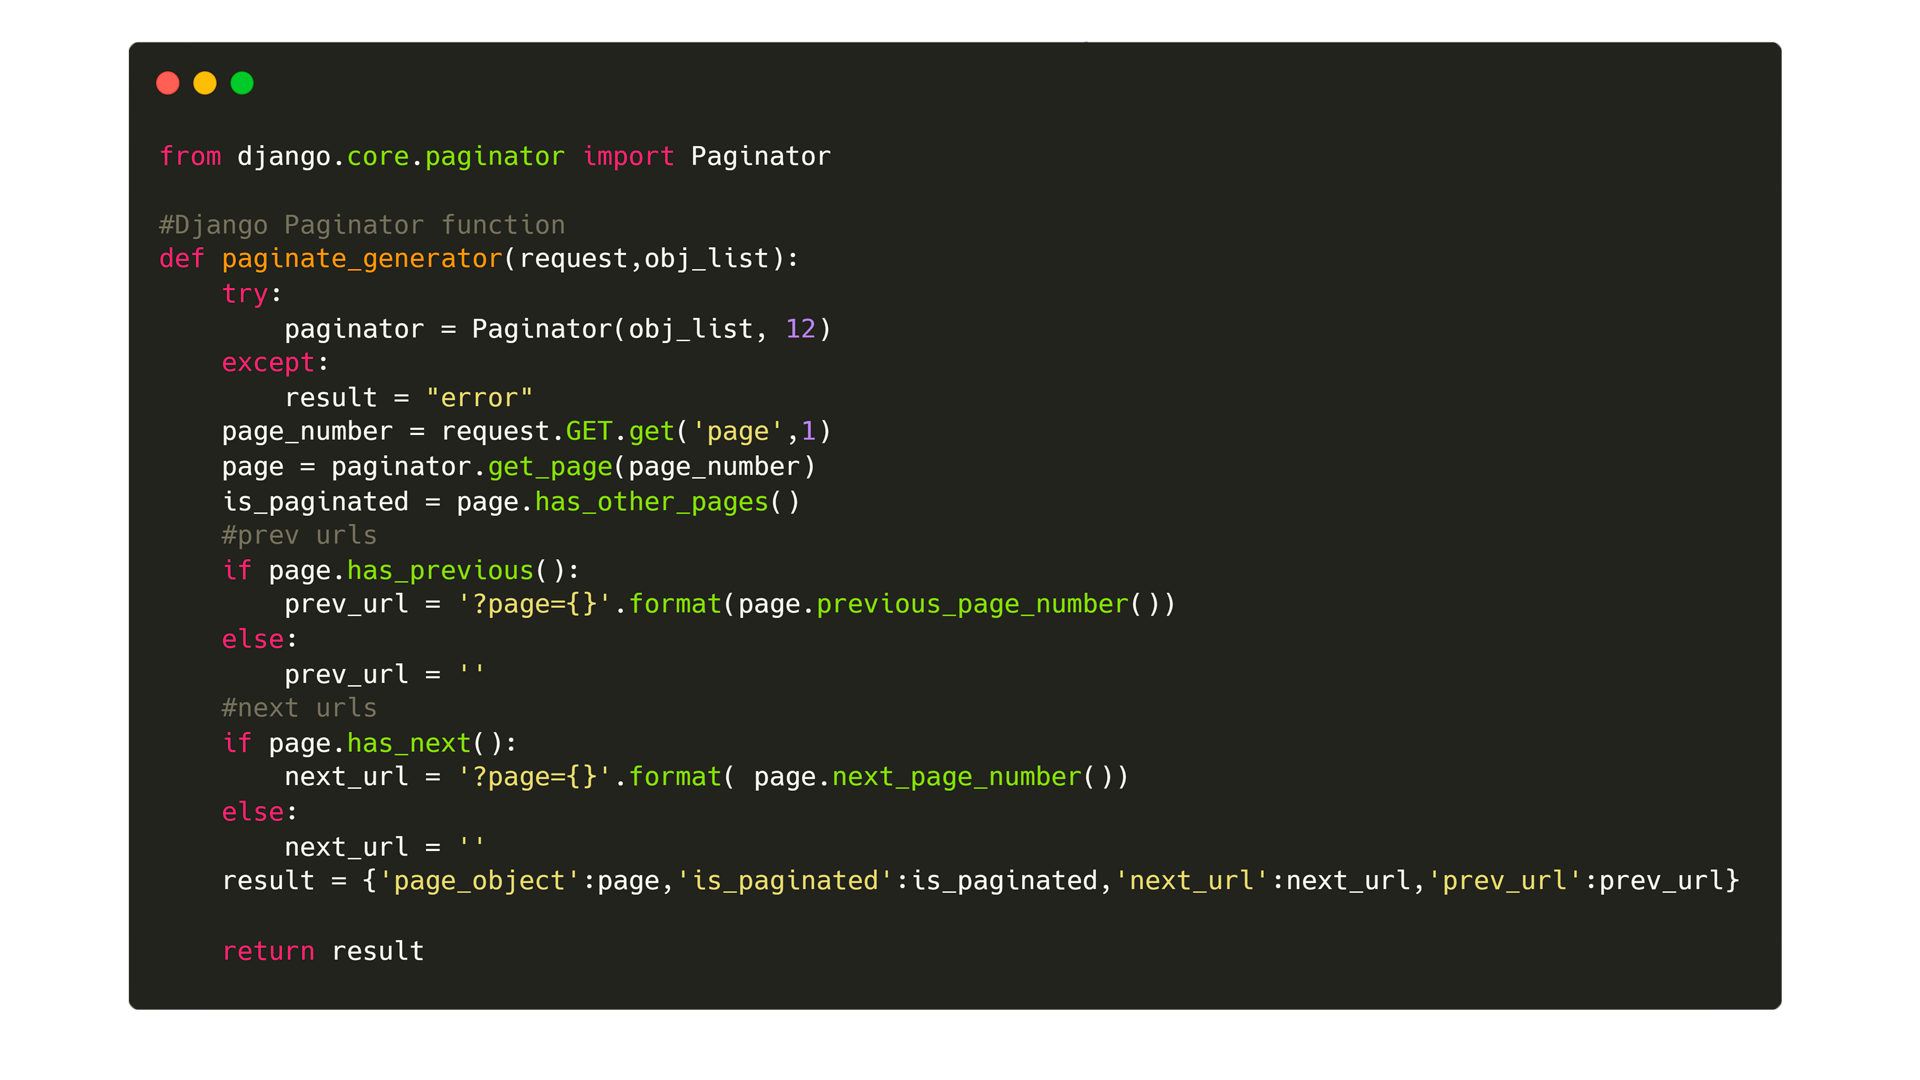 from django.core.paginator import Paginator

#Django Paginator function
def paginate_generator(request,obj_list):
    try:
        paginator = Paginator(obj_list, 12)
    except:
        result = "error"
    page_number = request.GET.get('page',1)
    page = paginator.get_page(page_number)
    is_paginated = page.has_other_pages()
    #prev urls
    if page.has_previous():
        prev_url = '?page={}'.format(page.previous_page_number())
    else:
        prev_url = ''
    #next urls
    if page.has_next():
        next_url = '?page={}'.format( page.next_page_number())
    else:
        next_url = ''
    result = {'page_object':page,'is_paginated':is_paginated,'next_url':next_url,'prev_url':prev_url}

    return result